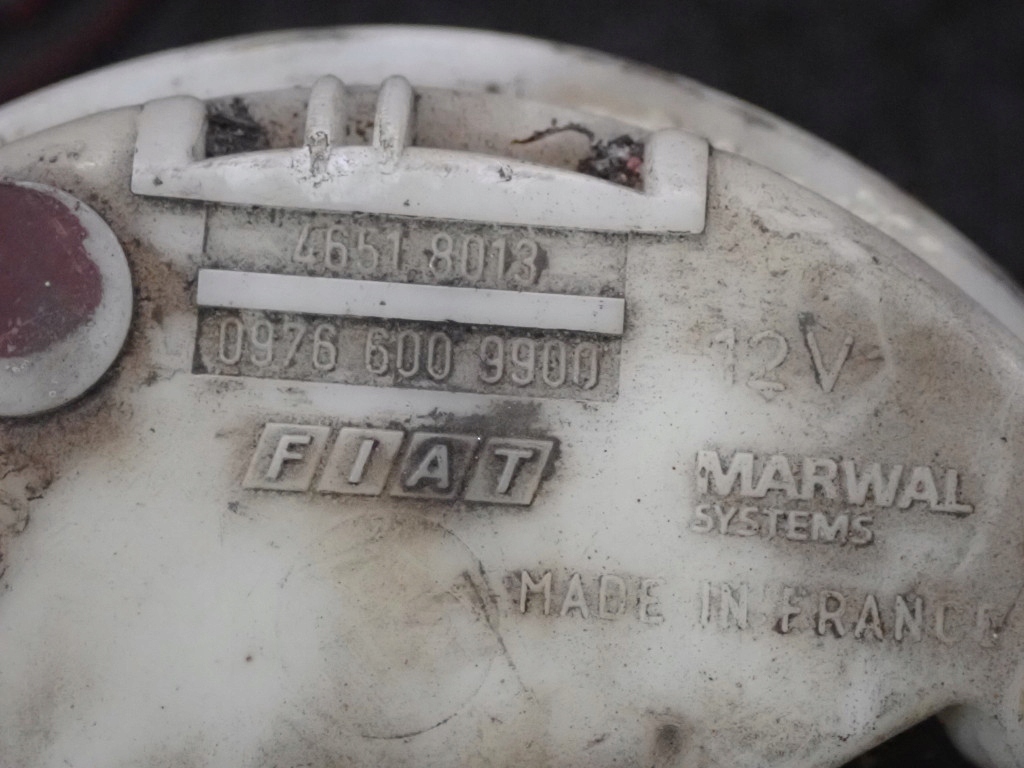 4651 8013
0976 600 9900
12V
FIAT
MARWAL
SYSTEMS
MADE IN FRANCE